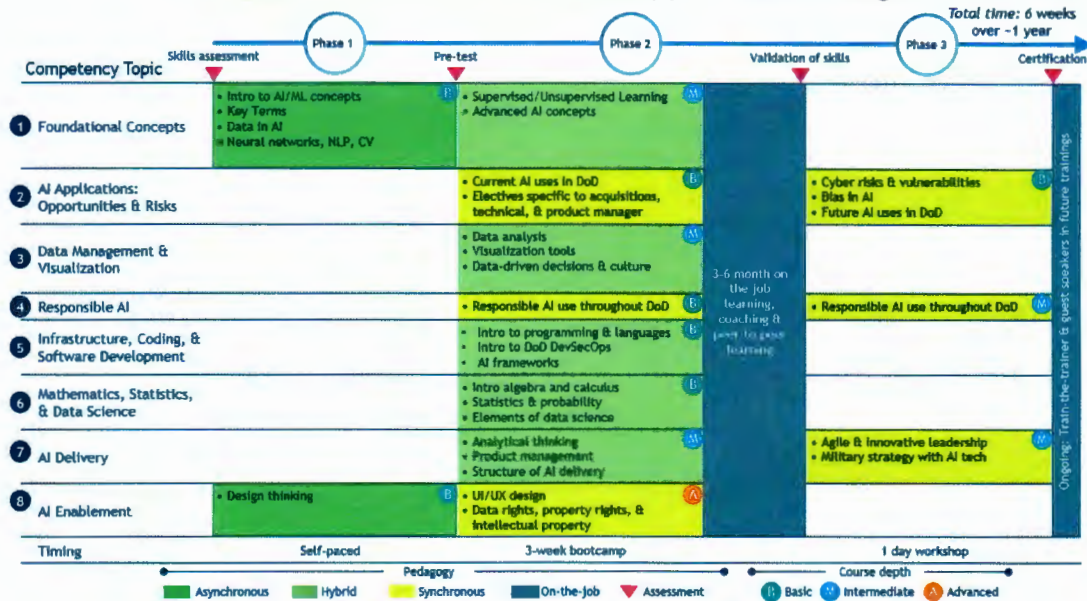 Total time: 6 weeks
over ~1 year
Phase 1
Phase 2
Phase 3
Skills assessment
Pre-test
Validation of skills
Certification
Competency Topic
1 Foundational Concepts
• Intro to AI/ML concepts
• Key Terms
• Data in AI
• Neural networks, NLP, CV
B
• Supervised/Unsupervised Learning
• Advanced AI concepts
M
2 AI Applications:
Opportunities & Risks
• Current AI uses in DoD
• Electives specific to acquisitions,
technical, & product manager
B
• Cyber risks & vulnerabilities
• Bias in AI
• Future AI uses in DoD
B
3 Data Management &
Visualization
• Data analysis
• Visualization tools
• Data-driven decisions & culture
M
4 Responsible AI
• Responsible AI use throughout DoD
B
• Responsible AI use throughout DoD
M
5 Infrastructure, Coding, &
Software Development
• Intro to programming & languages
• Intro to DoD DevSecOps
• AI frameworks
B
6 Mathematics, Statistics,
& Data Science
• Intro algebra and calculus
• Statistics & probability
• Elements of data science
B
7 AI Delivery
• Analytical thinking
• Product management
• Structure of AI delivery
M
• Agile & innovative leadership
• Military strategy with AI tech
M
8 AI Enablement
• Design thinking
B
• UI/UX design
• Data rights, property rights, &
intellectual property
A
3-6 month on
the job
learning,
coaching &
peer to peer
learning
Ongoing: Train-the-trainer & guest speakers in future trainings
Timing
Self-paced
3-week bootcamp
1 day workshop
Pedagogy
Course depth
Asynchronous
Hybrid
Synchronous
On-the-job
Assessment
B Basic
M Intermediate
A Advanced